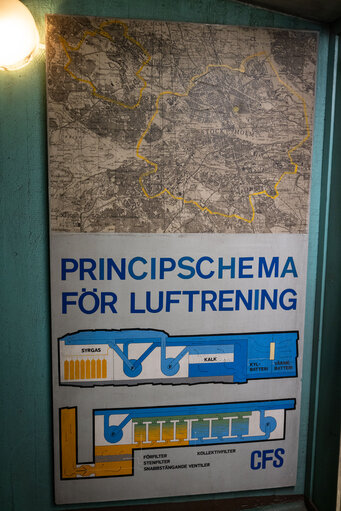 STOCKHOLM
PRINCIPSCHEMA
FÖR LUFTRENING
SYRGAS
KALK
KYL-
BATTERI
VÄRME-
BATTERI
FÖRFILTER
STENFILTER
SNABBSTÄNGANDE VENTILER
KOLLEKTIVFILTER
CFS